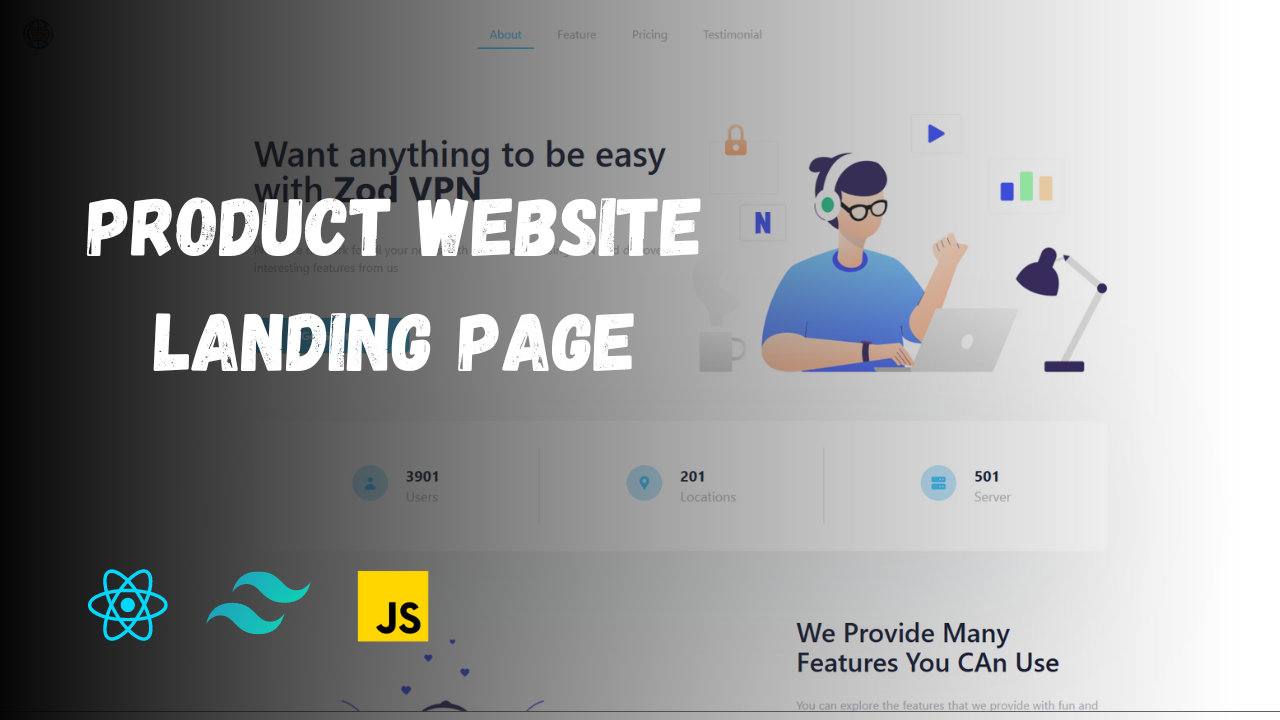 About Feature Pricing Testimonial
Want anything to be easy
with Zod VPN
PRODUCT WEBSITE
interesting features from us
LANDING PAGE
N
3901
Users
201
Locations
501
Server
JS
We Provide Many
Features You CAn Use
You can explore the features that we provide with fun and